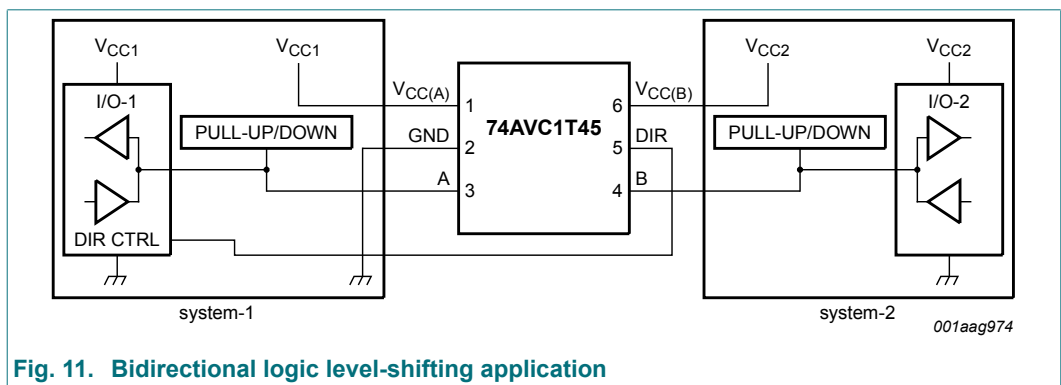 VCC1
VCC1
I/O-1
PULL-UP/DOWN
DIR CTRL
system-1
VCC(A)
GND
A
1
2
3
74AVC1T45
6
5
4
VCC(B)
DIR
B
VCC2
VCC2
PULL-UP/DOWN
I/O-2
system-2
001aag974
Fig. 11. Bidirectional logic level-shifting application